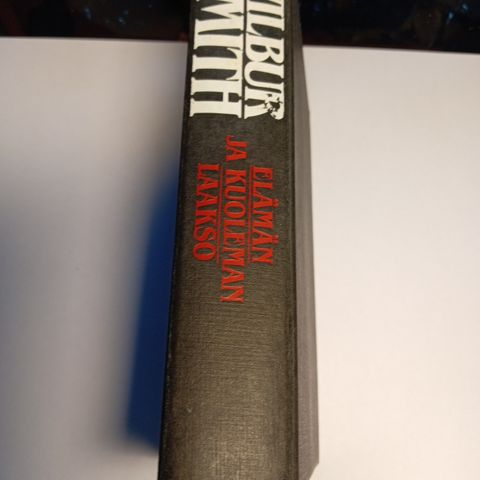 WILBUR
SMITH
ELÄMÄN
JA KUOLEMAN
LAAKSO